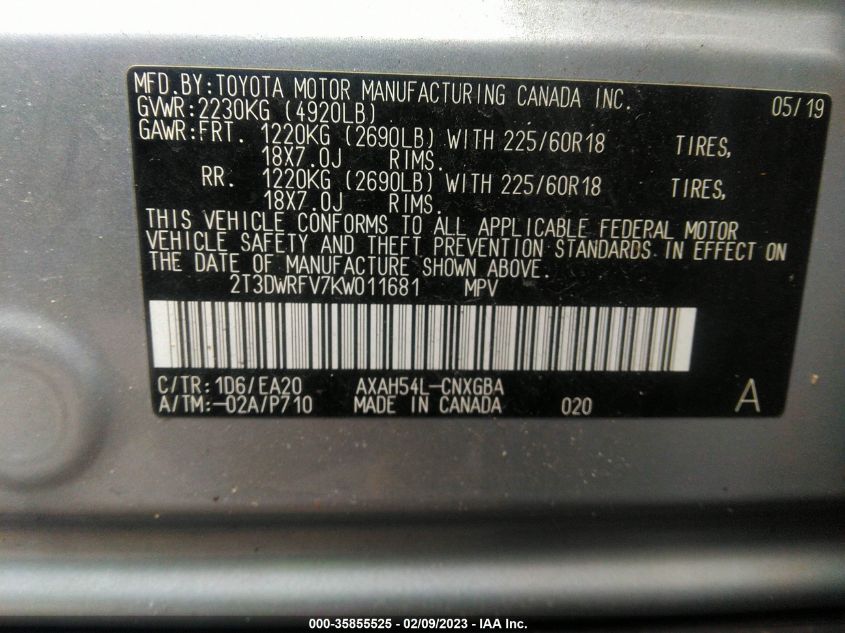 MFD.BY:TOYOTA MOTOR MANUFACTURING CANADA INC. 05/19
GVWR:2230KG (4920LB)
GAWR:FRT. 1220KG (2690LB) WITH 225/60R18 TIRES,
18X7.0J RIMS.
RR. 1220KG (2690LB) WITH 225/60R18 TIRES,
18X7.0J RIMS.
THIS VEHICLE CONFORMS TO ALL APPLICABLE FEDERAL MOTOR
VEHICLE SAFETY AND THEFT PREVENTION STANDARDS IN EFFECT ON
THE DATE OF MANUFACTURE SHOWN ABOVE.
2T3DWRFV7KW011681 MPV
C/TR:1D6/EA20 AXAH54L-CNXGBA
A/TM:-02A/P710 MADE IN CANADA 020 A
000-35855525 - 02/09/2023 - IAA Inc.